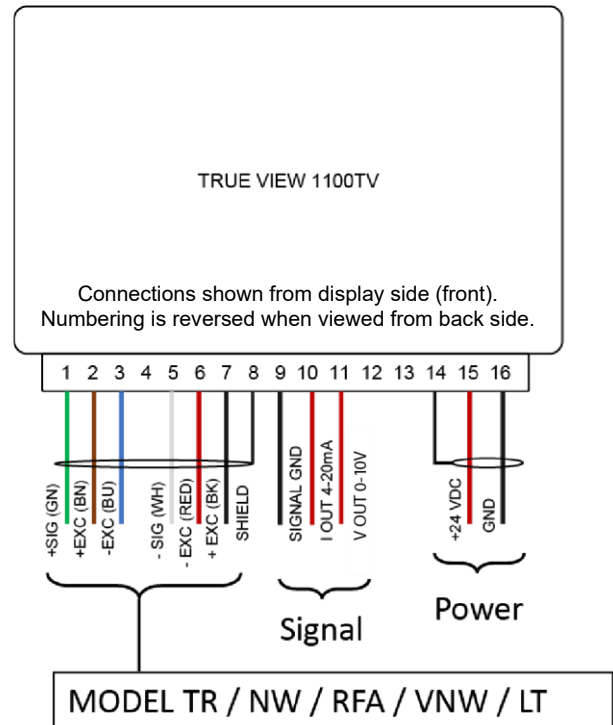 TRUE VIEW 1100TV
Connections shown from display side (front).
Numbering is reversed when viewed from back side.
1 2 3 4 5 6 7 8 9 10 11 12 13 14 15 16
+SIG (GN)
+EXC (BN)
-EXC (BU)
- SIG (WH)
- EXC (RED)
+ EXC (BK)
SHIELD
SIGNAL GND
I OUT 4-20mA
V OUT 0-10V
+24 VDC
GND
Signal
Power
MODEL TR / NW / RFA / VNW / LT